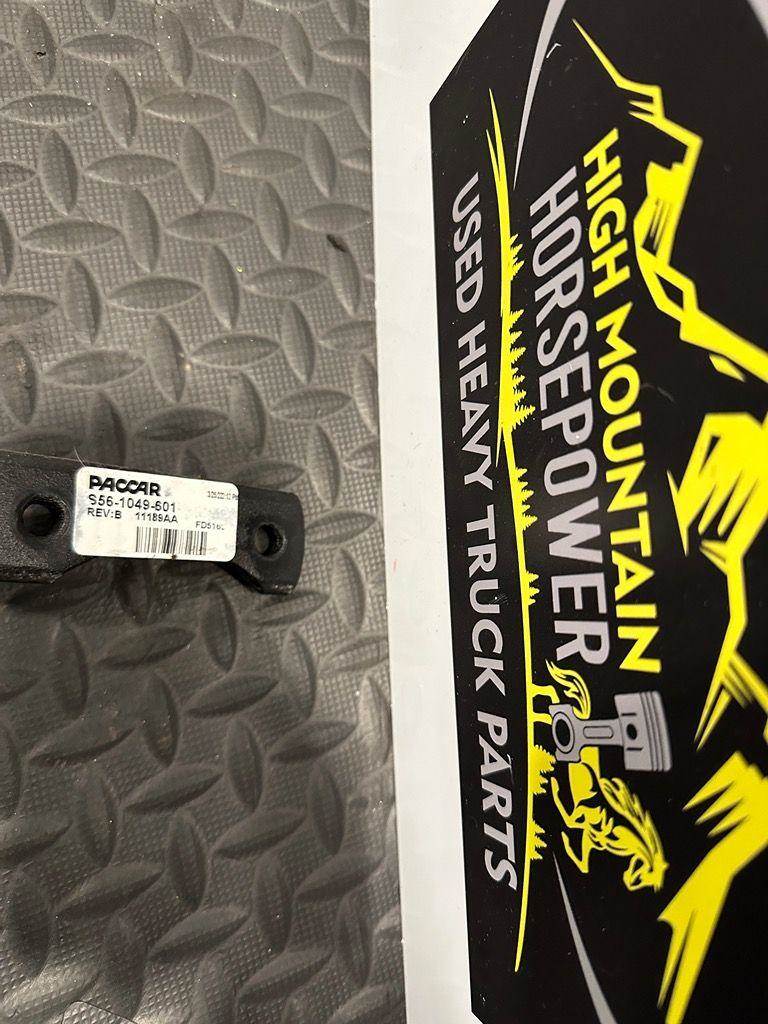 PACCAR
S56-1049-601
REV:B 11189AA
HIGH MOUNTAIN
HORSEPOWER
USED HEAVY TRUCK PARTS